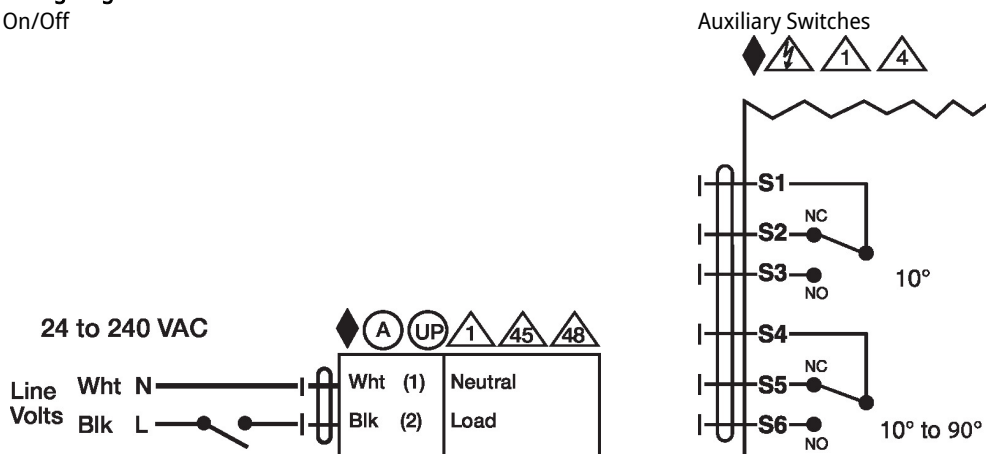 On/Off
24 to 240 VAC
A UP 1 45 48
Line Volts
Wht N
Blk L
Wht (1) Neutral
Blk (2) Load
Auxiliary Switches
1 4
S1
NC
S2
S3
NO
10°
S4
NC
S5
S6
NO
10° to 90°